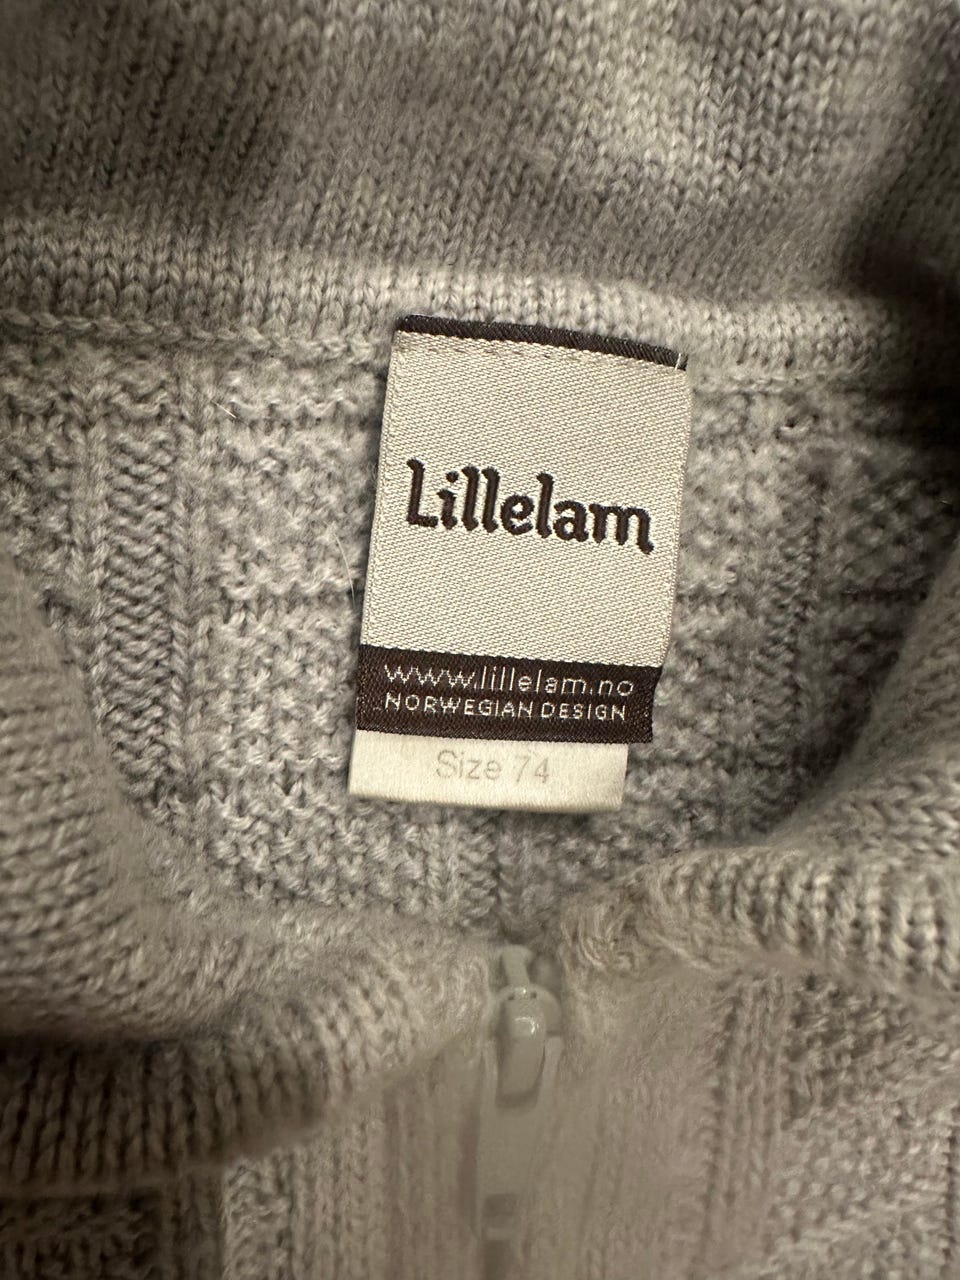 Lillelam
www.lillelam.no
NORWEGIAN DESIGN
Size 74